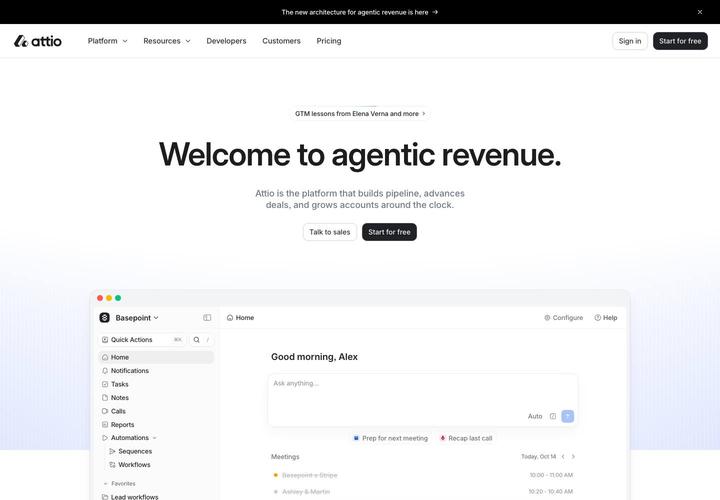 The new architecture for agentic revenue is here →
attio
Platform
Resources
Developers
Customers
Pricing
Sign in
Start for free
GTM lessons from Elena Verna and more
Welcome to agentic revenue.
Attio is the platform that builds pipeline, advances
deals, and grows accounts around the clock.
Talk to sales
Start for free
Basepoint
Home
Configure
Help
Quick Actions
⌘K
/
Home
Notifications
Tasks
Notes
Calls
Reports
Automations
Sequences
Workflows
Favorites
Lead workflows
Good morning, Alex
Ask anything...
Auto
Prep for next meeting
Recap last call
Meetings
Today, Oct 14
Basepoint x Stripe
10:00 - 11:00 AM
Ashley & Martin
10:20 - 10:40 AM